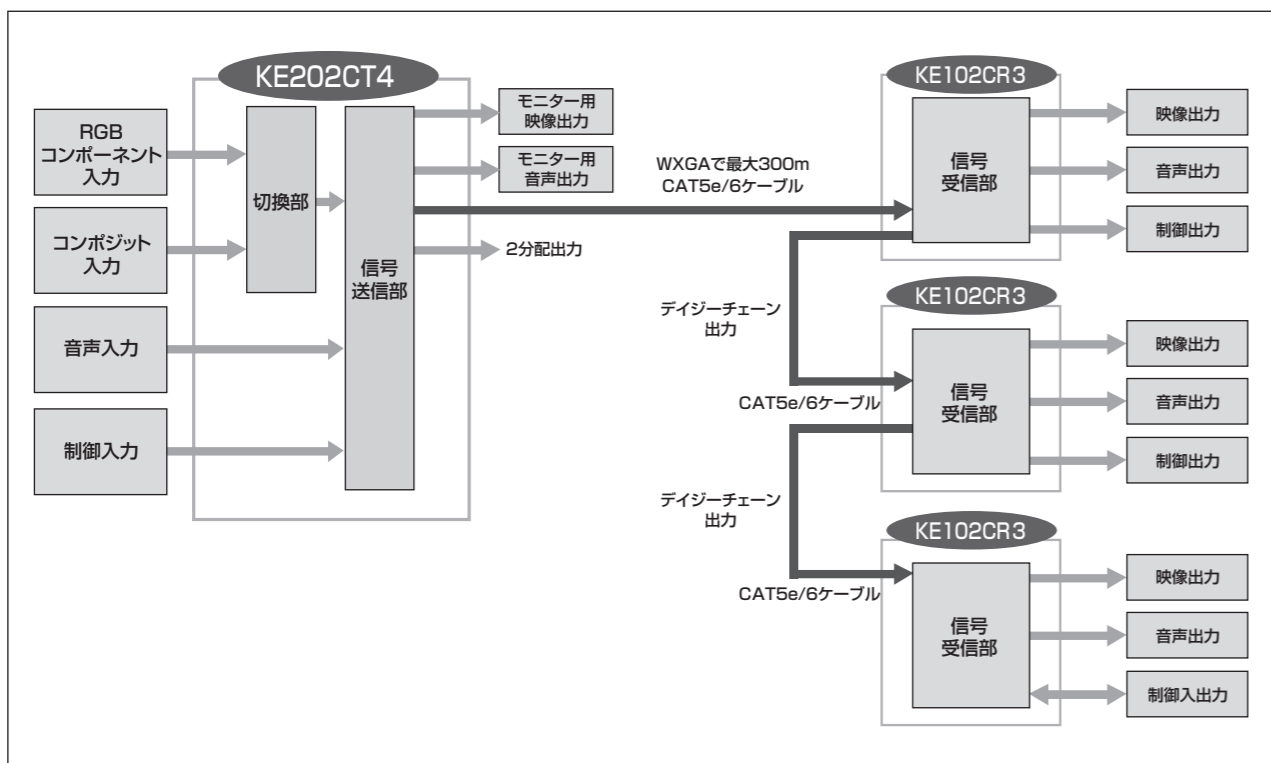 KE202CT4
RGB
コンポーネント
入力
コンポジット
入力
音声入力
制御入力
切換部
信号
送信部
モニター用
映像出力
モニター用
音声出力
2分配出力
WXGAで最大300m
CAT5e/6ケーブル
KE102CR3
信号
受信部
映像出力
音声出力
制御出力
デイジーチェーン
出力
CAT5e/6ケーブル
KE102CR3
信号
受信部
映像出力
音声出力
制御出力
デイジーチェーン
出力
CAT5e/6ケーブル
KE102CR3
信号
受信部
映像出力
音声出力
制御入出力